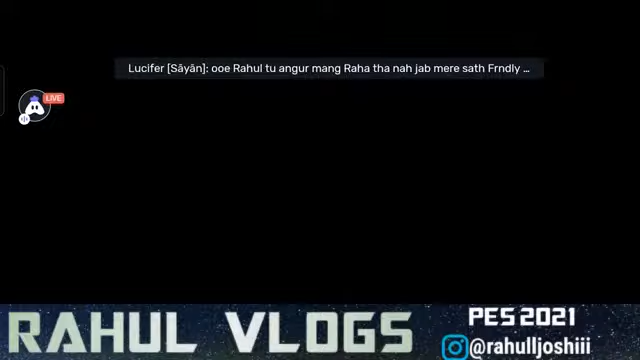 Lucifer [Sāyān]: ooe Rahul tu angur mang Raha tha nah jab mere sath Frndly ...
LIVE
RAHUL VLOGS
PES 2021
@rahulljoshiii